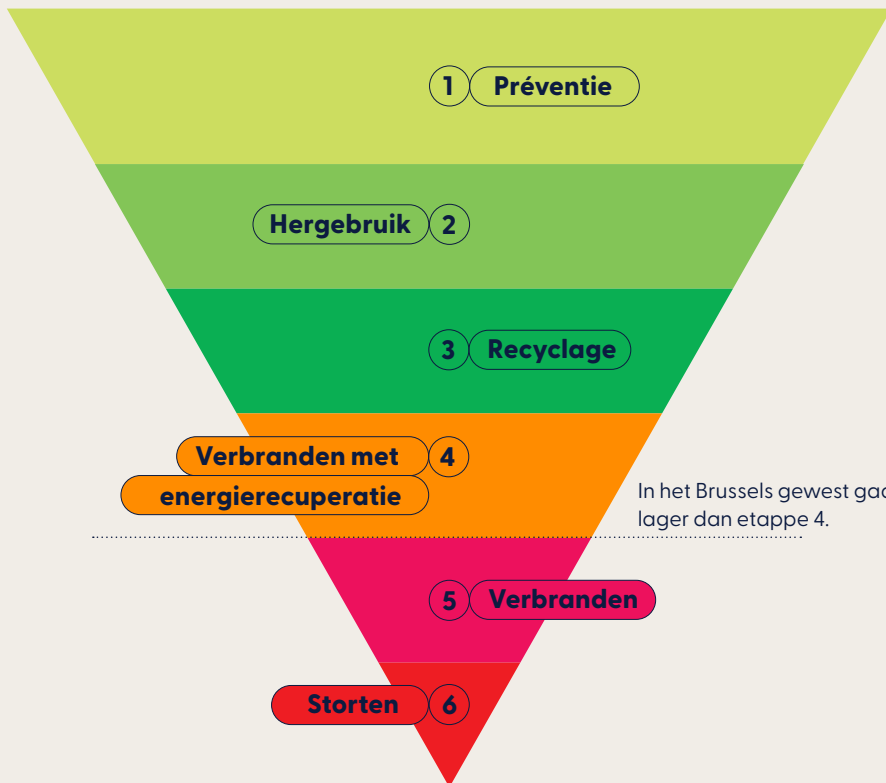 1 Préventie
Hergebruik 2
3 Recyclage
Verbranden met 4
energierecuperatie
In het Brussels gewest
lager dan etappe 4.
5 Verbranden
Storten 6